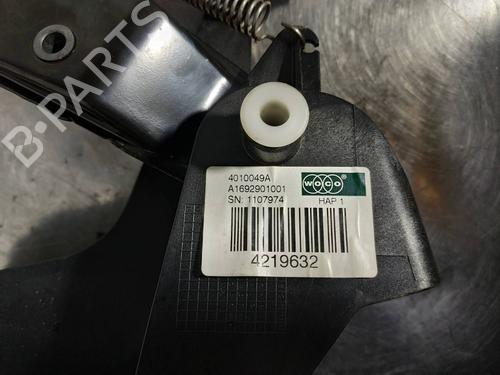 B-PARTS
4010049A
A1692901001
SN: 1107974
WOCO
HAP 1
4219632